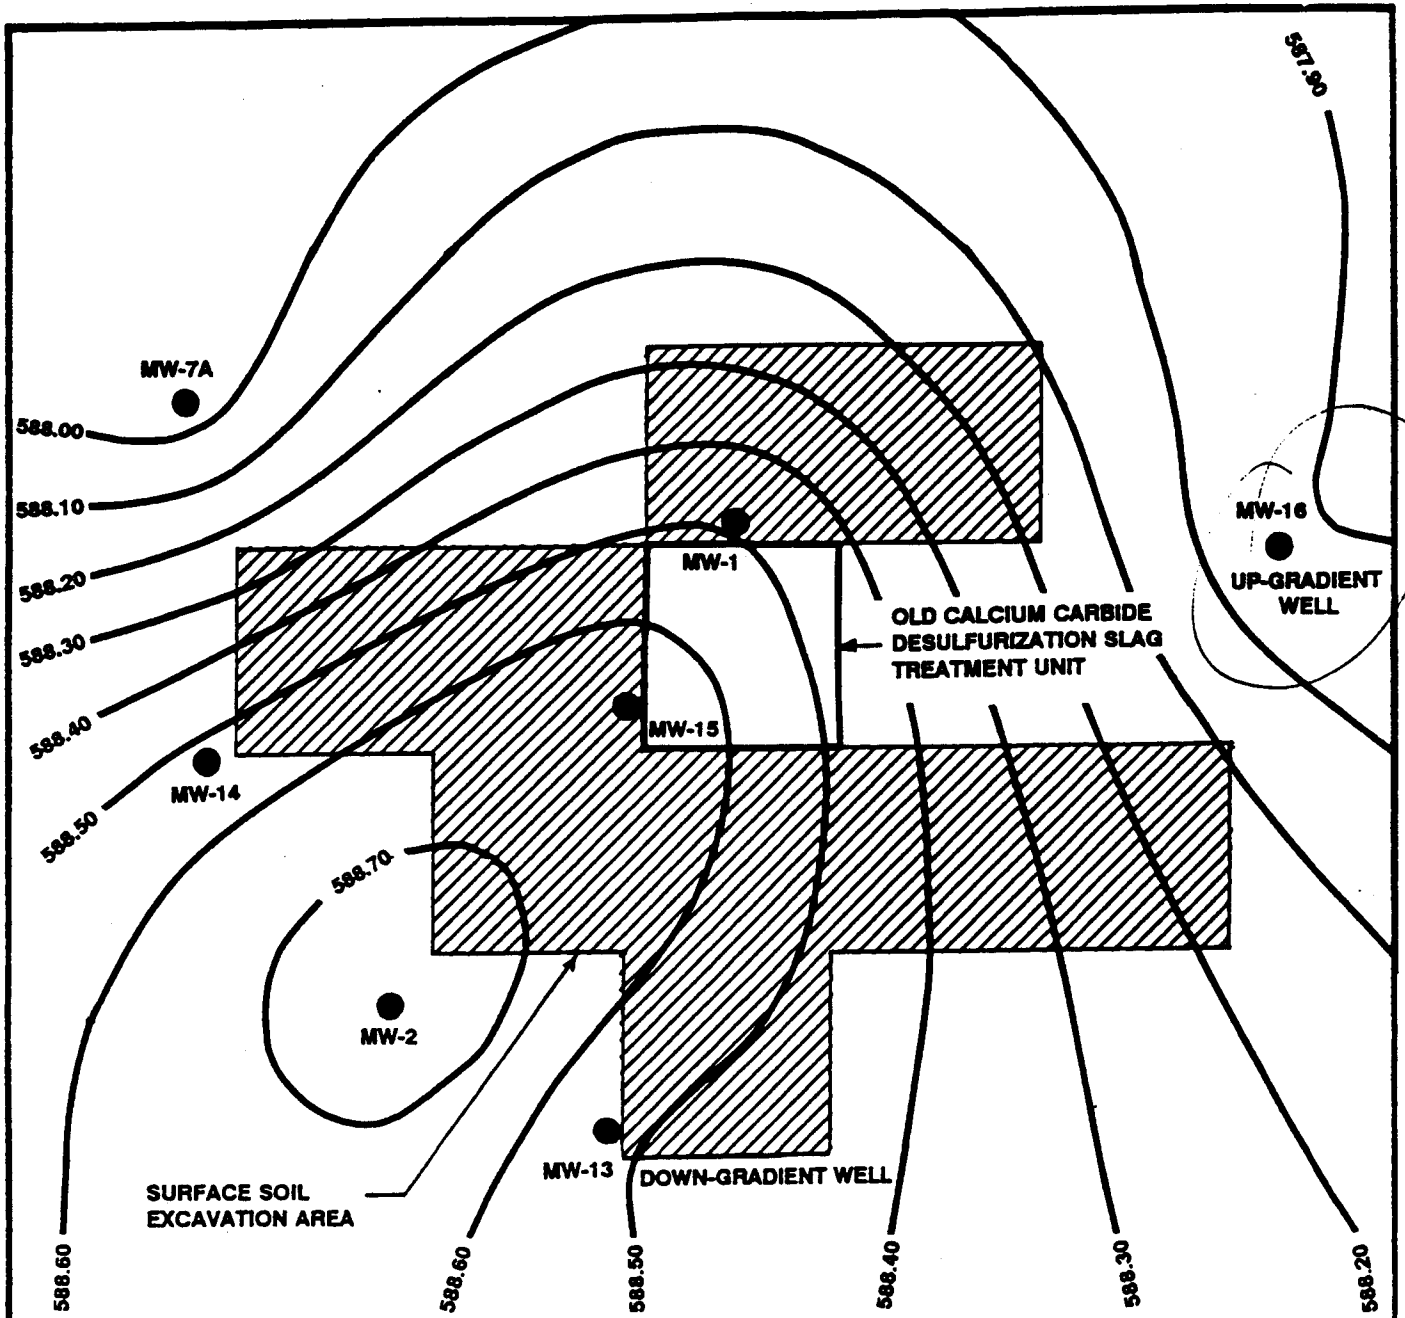 587.90
MW-7A
588.00
588.10
MW-16
UP-GRADIENT
WELL
MW-1
588.20
OLD CALCIUM CARBIDE
DESULFURIZATION SLAG
TREATMENT UNIT
588.30
588.40
MW-15
MW-14
588.50
588.70
MW-2
MW-13
DOWN-GRADIENT WELL
SURFACE SOIL
EXCAVATION AREA
588.60
588.60
588.50
588.40
588.30
588.20